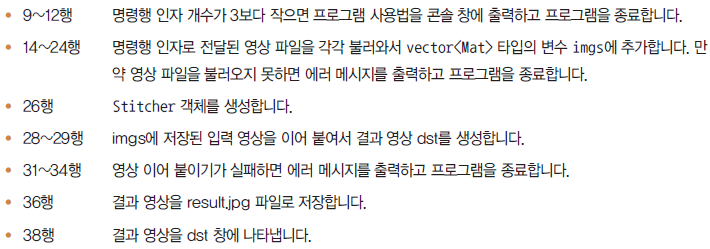 • 9~12행 명령행 인자 개수가 3보다 작으면 프로그램 사용법을 콘솔 창에 출력하고 프로그램을 종료합니다.
• 14~24행 명령행 인자로 전달된 영상 파일을 각각 불러와서 vector<Mat> 타입의 변수 imgs에 추가합니다. 만
약 영상 파일을 불러오지 못하면 에러 메시지를 출력하고 프로그램을 종료합니다.
• 26행 Stitcher 객체를 생성합니다.
• 28~29행 imgs에 저장된 입력 영상을 이어 붙여서 결과 영상 dst를 생성합니다.
• 31~34행 영상 이어 붙이기가 실패하면 에러 메시지를 출력하고 프로그램을 종료합니다.
• 36행 결과 영상을 result.jpg 파일로 저장합니다.
• 38행 결과 영상을 dst 창에 나타냅니다.